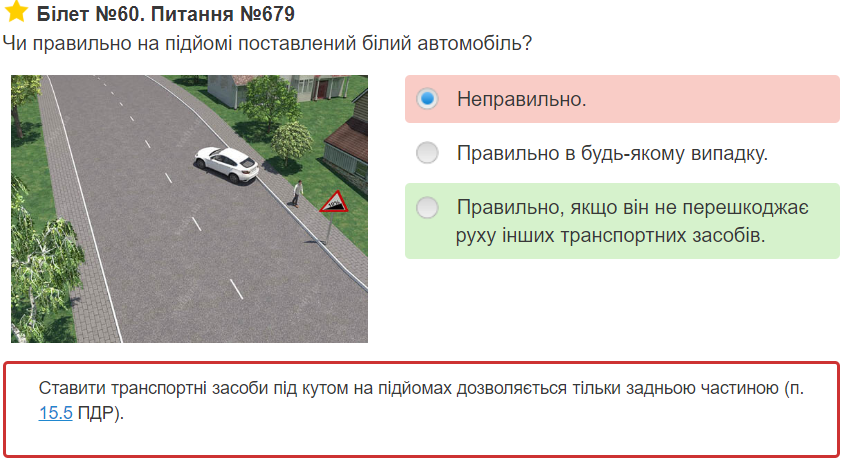 Білет №60. Питання №679
Чи правильно на підйомі поставлений білий автомобіль?
Неправильно.
Правильно в будь-якому випадку.
Правильно, якщо він не перешкоджає
руху інших транспортних засобів.
10%
Ставити транспортні засоби під кутом на підйомах дозволяється тільки задньою частиною (п.
15.5 ПДР).